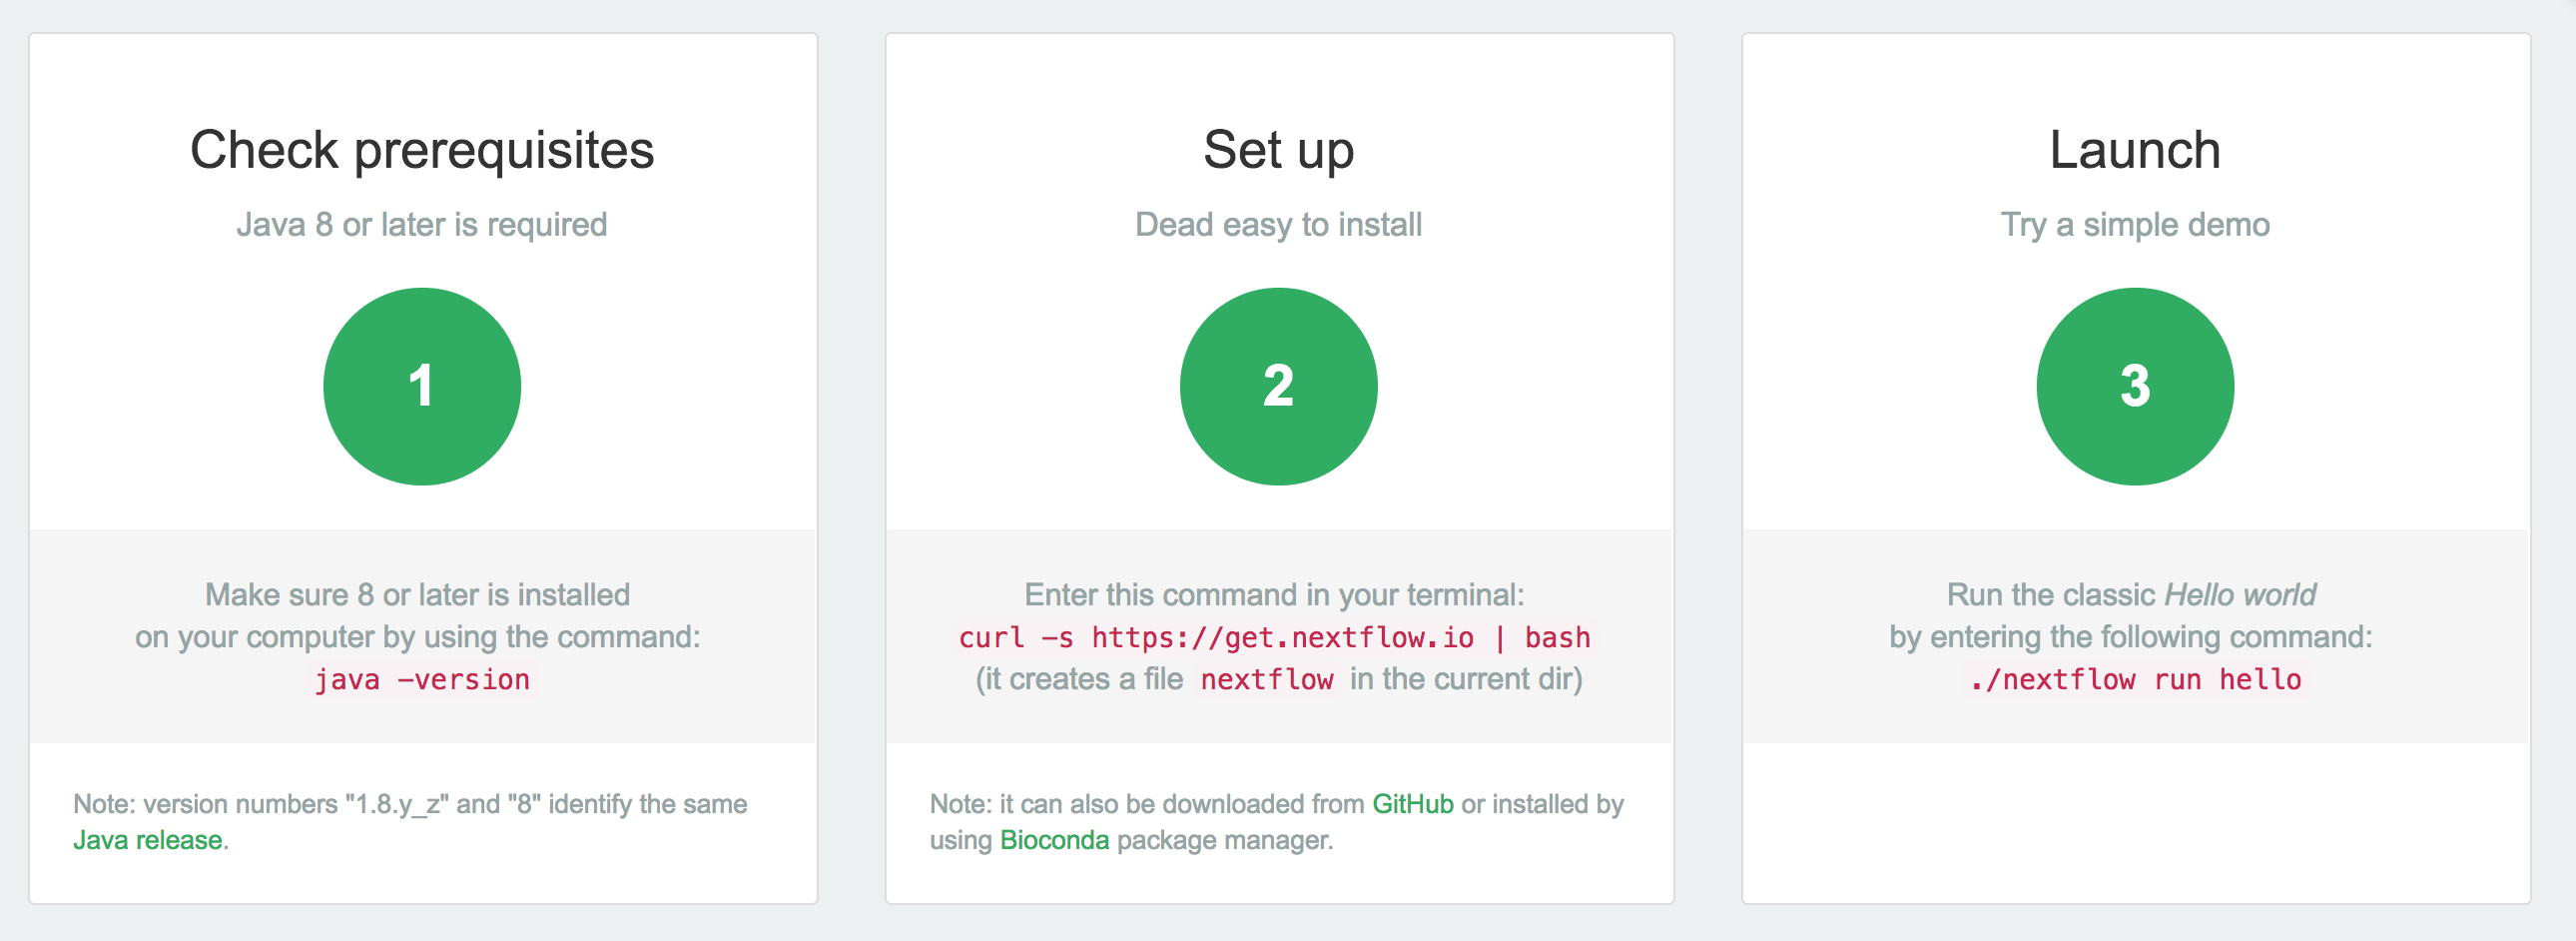 Check prerequisites
Java 8 or later is required
1
Make sure 8 or later is installed
on your computer by using the command:
java -version
Note: version numbers "1.8.y_z" and "8" identify the same
Java release.
Set up
Dead easy to install
2
Enter this command in your terminal:
curl -s https://get.nextflow.io | bash
(it creates a file nextflow in the current dir)
Note: it can also be downloaded from GitHub or installed by
using Bioconda package manager.
Launch
Try a simple demo
3
Run the classic Hello world
by entering the following command:
./nextflow run hello